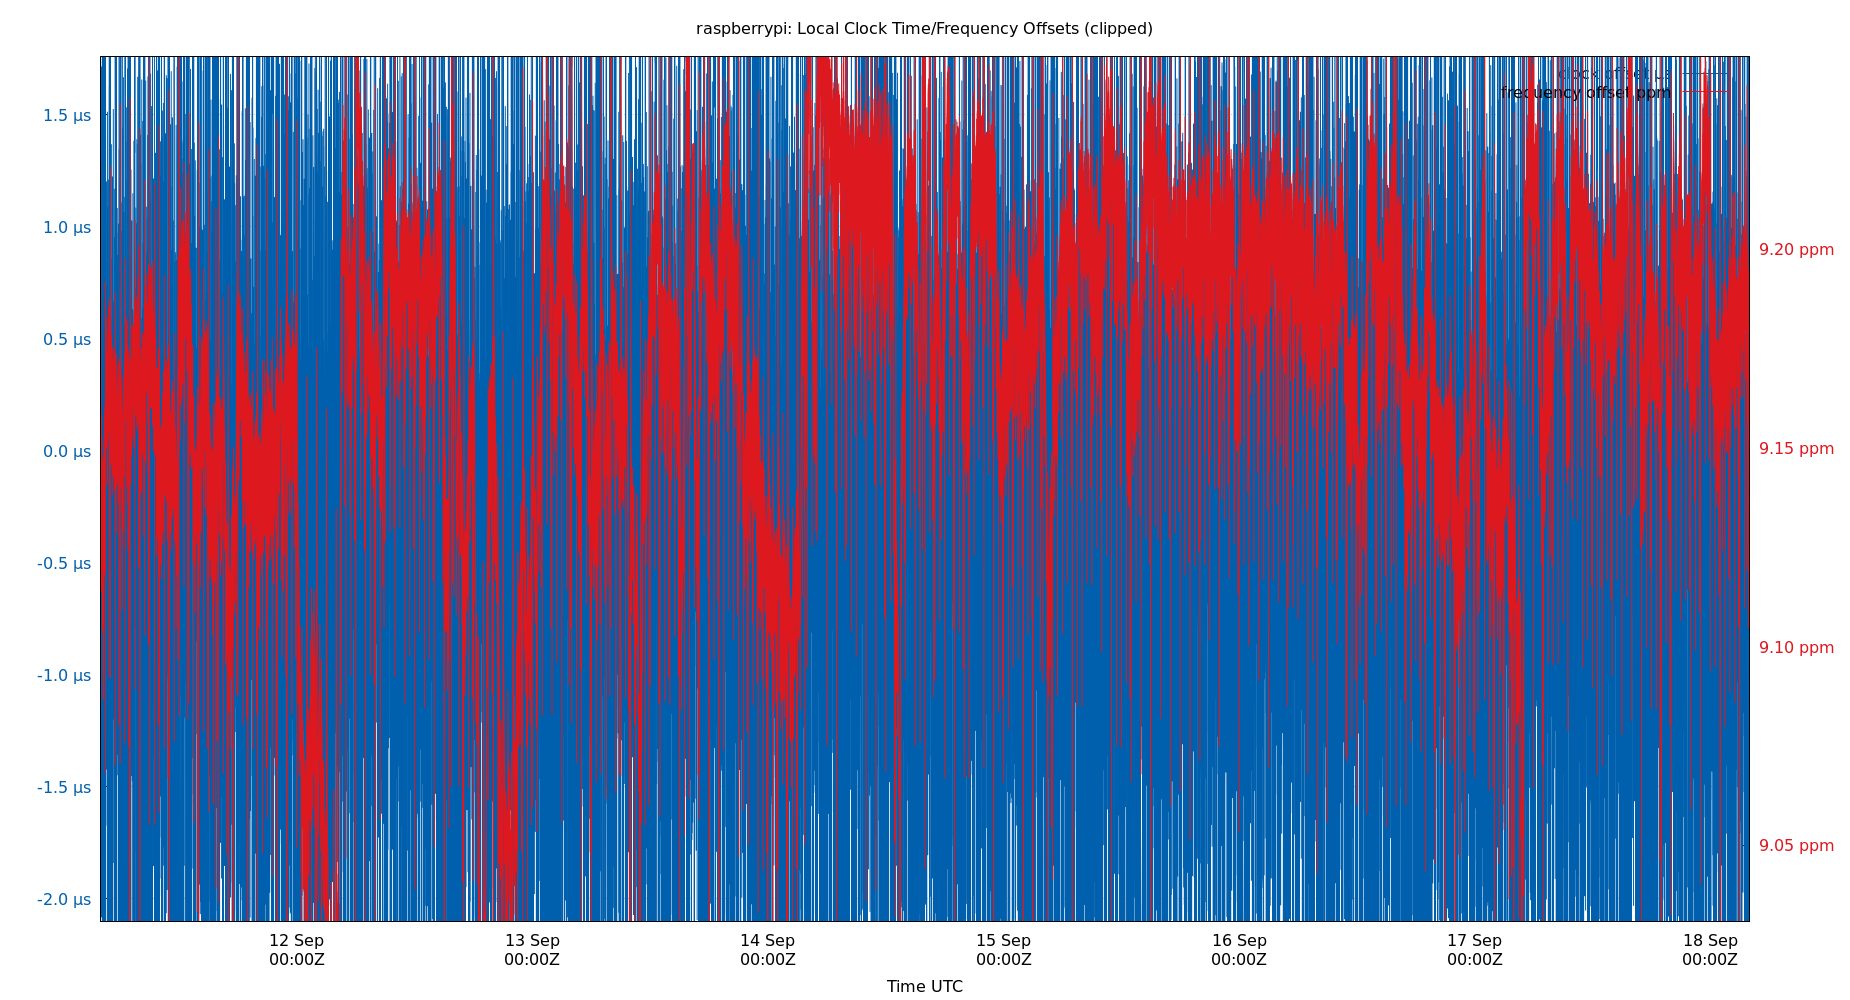 raspberrypi: Local Clock Time/Frequency Offsets (clipped)
clock offset µs
frequency offset ppm
1.5 µs
1.0 µs
0.5 µs
0.0 µs
-0.5 µs
-1.0 µs
-1.5 µs
-2.0 µs
9.20 ppm
9.15 ppm
9.10 ppm
9.05 ppm
12 Sep 13 Sep 14 Sep 15 Sep 16 Sep 17 Sep 18 Sep
00:00Z 00:00Z 00:00Z 00:00Z 00:00Z 00:00Z 00:00Z
Time UTC